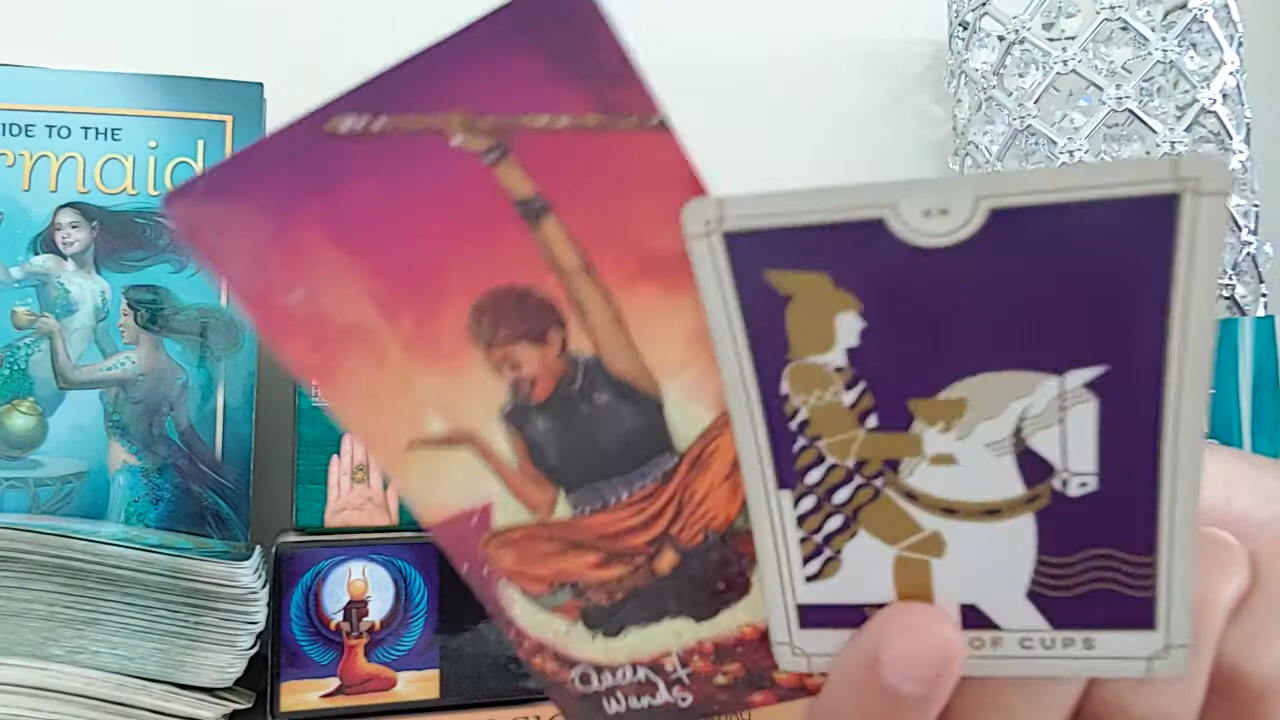 IDE TO THE
rmaid
Queen of
Wands
OF CUPS